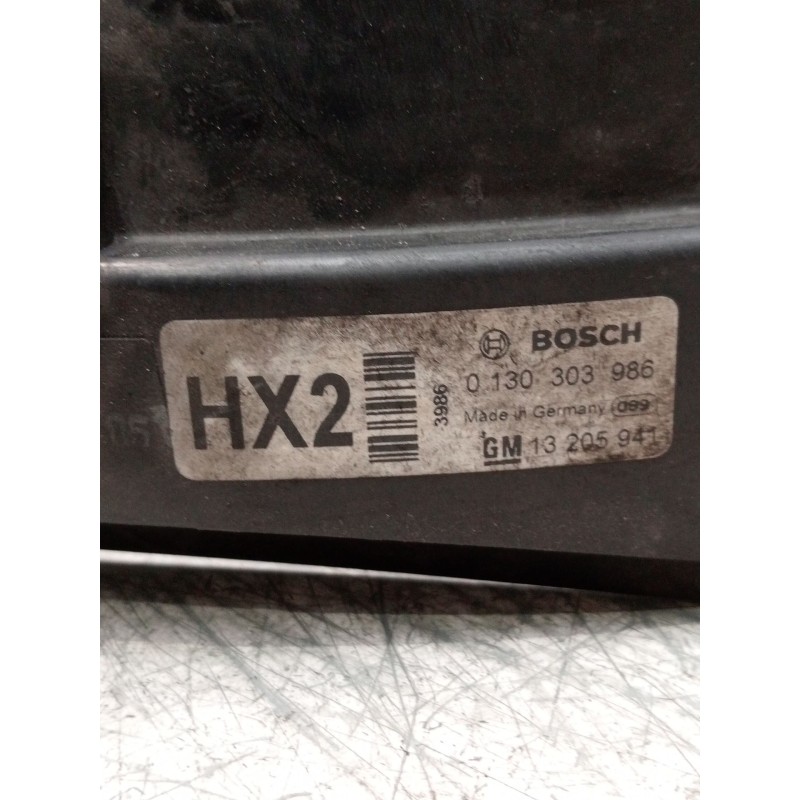 HX2
3986
BOSCH
0 130 303 986
Made in Germany
GM 13 205 941